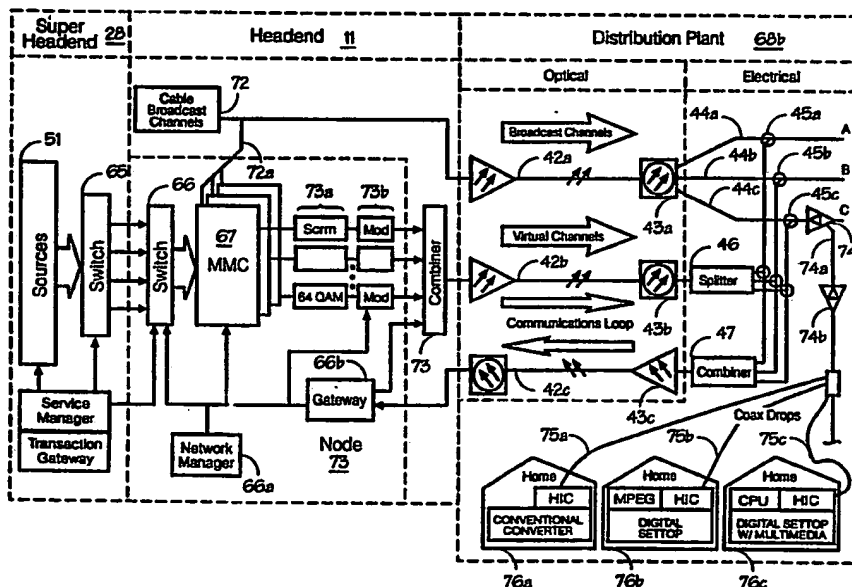 Super
Headend 28
Headend 11
Distribution Plant 68b
Optical
Electrical
72
Cable
Broadcast
Channels
72a
51
Sources
65
Switch
66
Switch
67
MMC
73a
Scrm
64 QAM
73b
Mod
Mod
Combiner
73
Broadcast Channels
42a
43a
44a
44b
44c
45a
45b
45c
A
B
C
74
74a
74b
Virtual Channels
42b
43b
46
Splitter
Communications Loop
42c
43c
47
Combiner
66b
Gateway
Service
Manager
Transaction
Gateway
Network
Manager
66a
Node
73
Coax Drops
75a
75b
75c
Home
HIC
CONVENTIONAL
CONVERTER
76a
Home
MPEG HIC
DIGITAL
SETTOP
76b
Home
CPU HIC
DIGITAL SETTOP
W/ MULTIMEDIA
76c